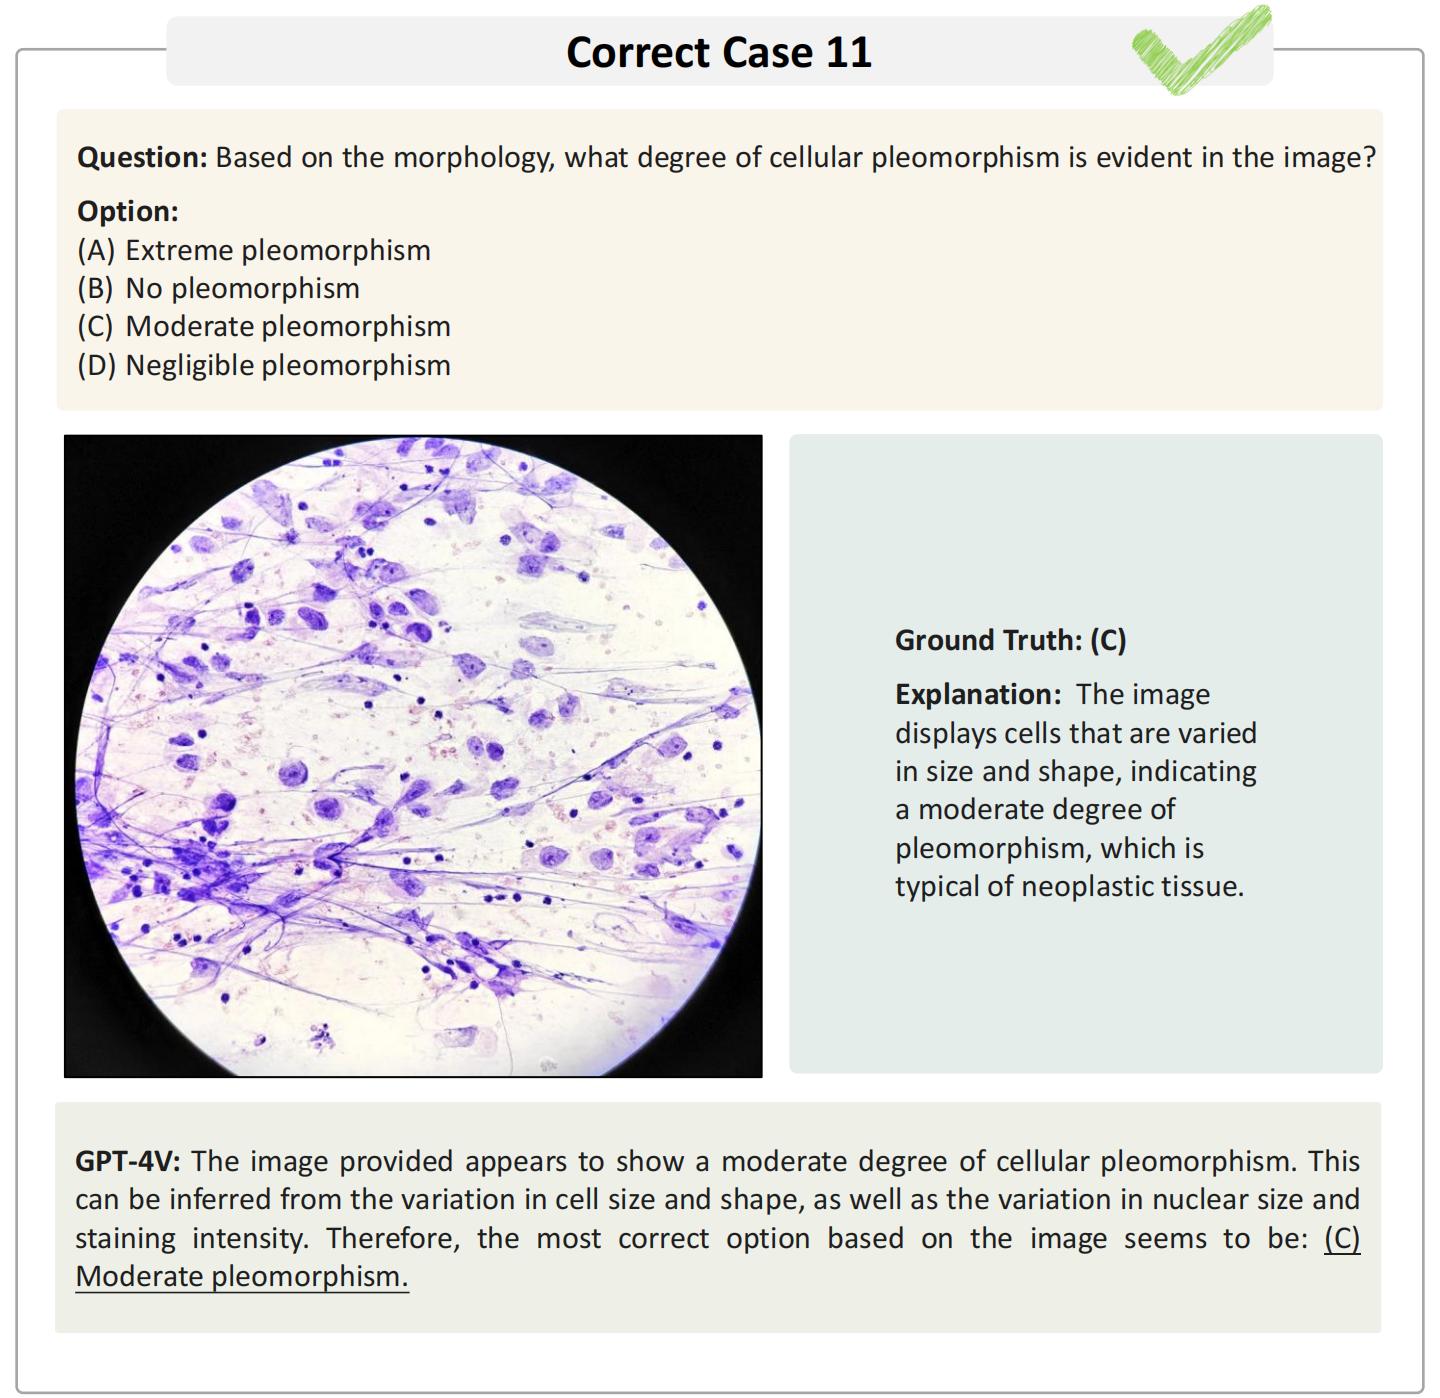 Correct Case 11
Question: Based on the morphology, what degree of cellular pleomorphism is evident in the image?
Option:
(A) Extreme pleomorphism
(B) No pleomorphism
(C) Moderate pleomorphism
(D) Negligible pleomorphism
Ground Truth: (C)
Explanation: The image
displays cells that are varied
in size and shape, indicating
a moderate degree of
pleomorphism, which is
typical of neoplastic tissue.
GPT-4V: The image provided appears to show a moderate degree of cellular pleomorphism. This
can be inferred from the variation in cell size and shape, as well as the variation in nuclear size and
staining intensity. Therefore, the most correct option based on the image seems to be: (C)
Moderate pleomorphism.